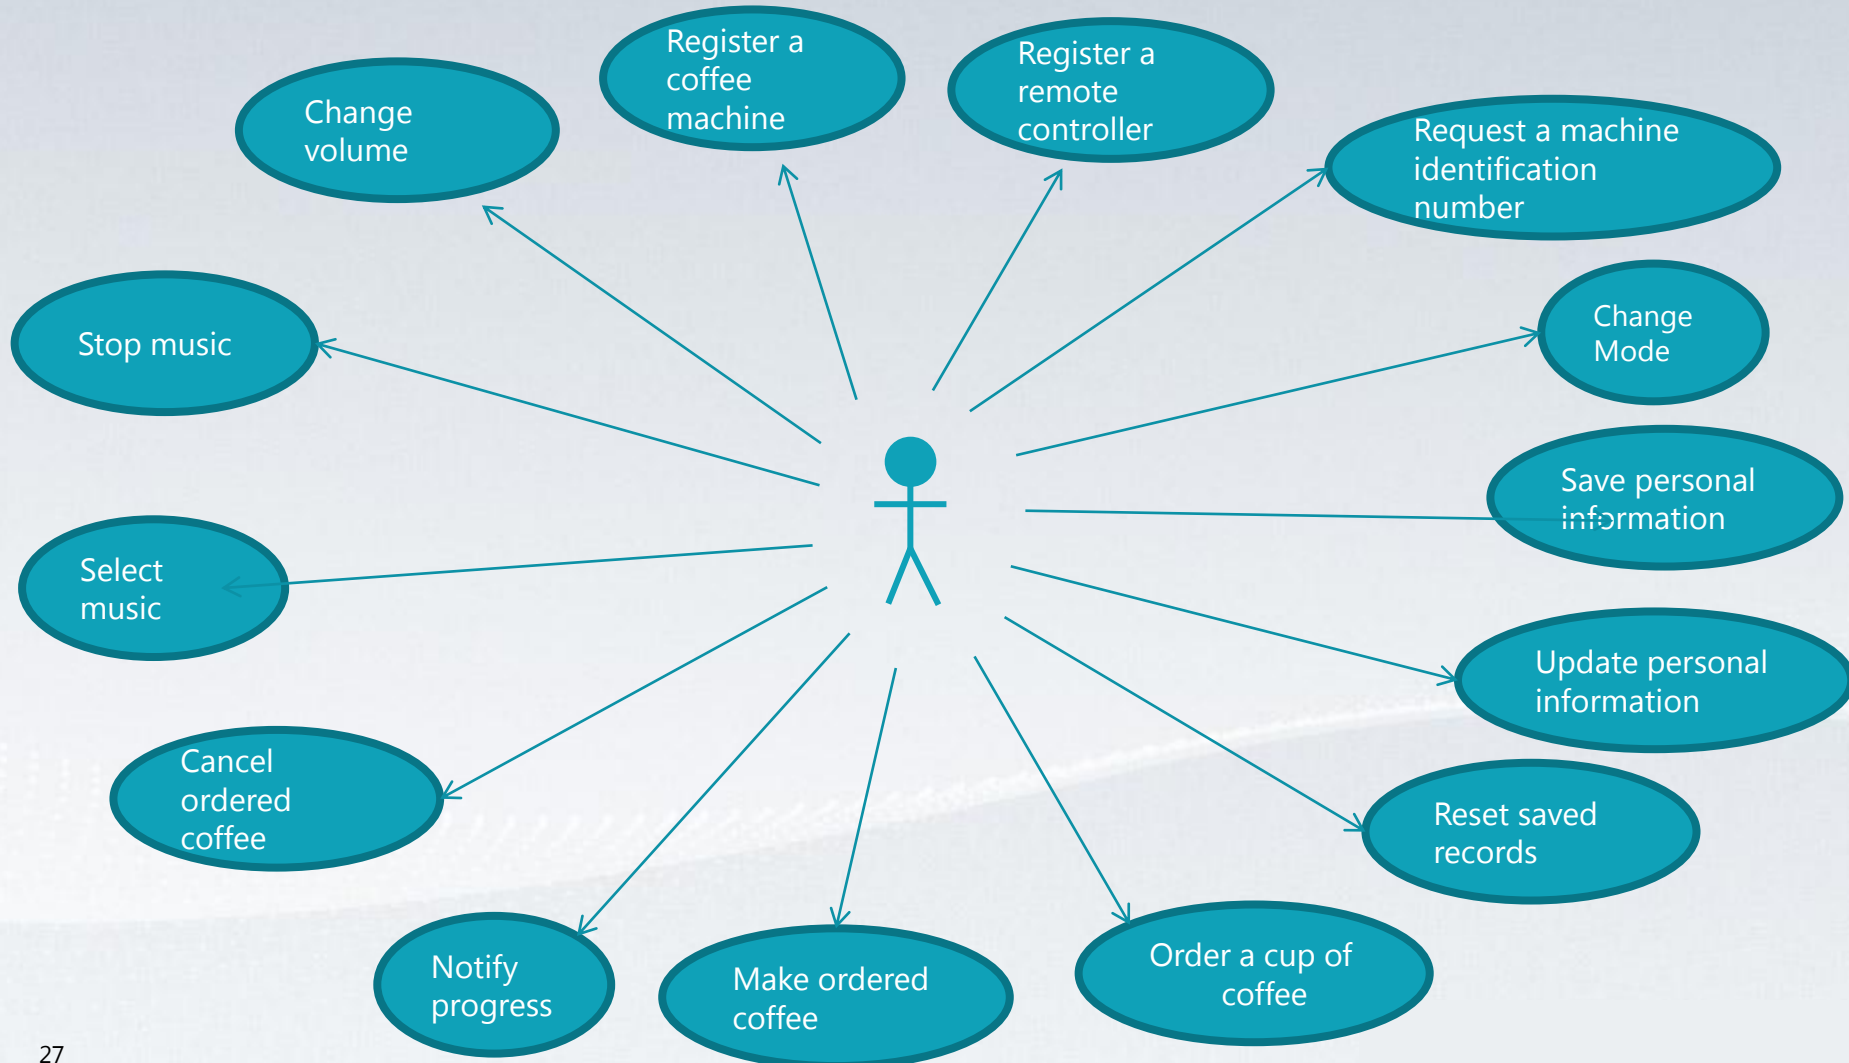 Register a
coffee
machine
Register a
remote
controller
Change
volume
Request a machine
identification
number
Stop music
Change
Mode
Save personal
information
Select
music
Update personal
information
Cancel
ordered
coffee
Reset saved
records
Notify
progress
Make ordered
coffee
Order a cup of
coffee
27